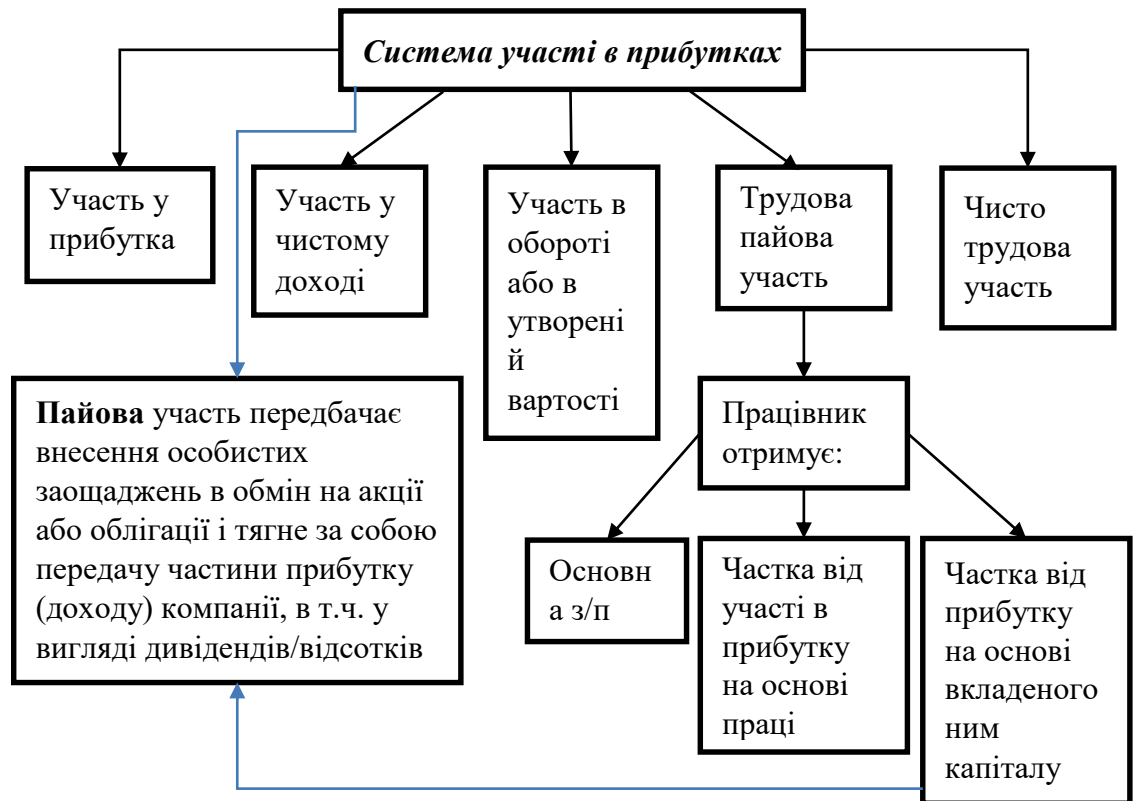 Система участі в прибутках
Участь у
прибутка
Участь у
чистому
доході
Участь в
обороті
або в
утворені
й
вартості
Трудова
пайова
участь
Чисто
трудова
участь
Пайова участь передбачає
внесення особистих
заощаджень в обмін на акції
або облігації і тягне за собою
передачу частини прибутку
(доходу) компанії, в т.ч. у
вигляді дивідендів/відсотків
Працівник
отримує:
Основн
а з/п
Частка від
участі в
прибутку
на основі
праці
Частка від
прибутку
на основі
вкладеного
ним
капіталу